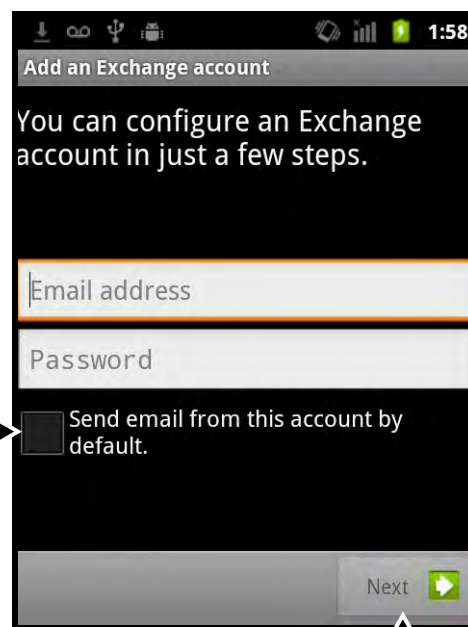 1:58
Add an Exchange account
You can configure an Exchange
account in just a few steps.
Email address
Password
Send email from this account by
default.
Next